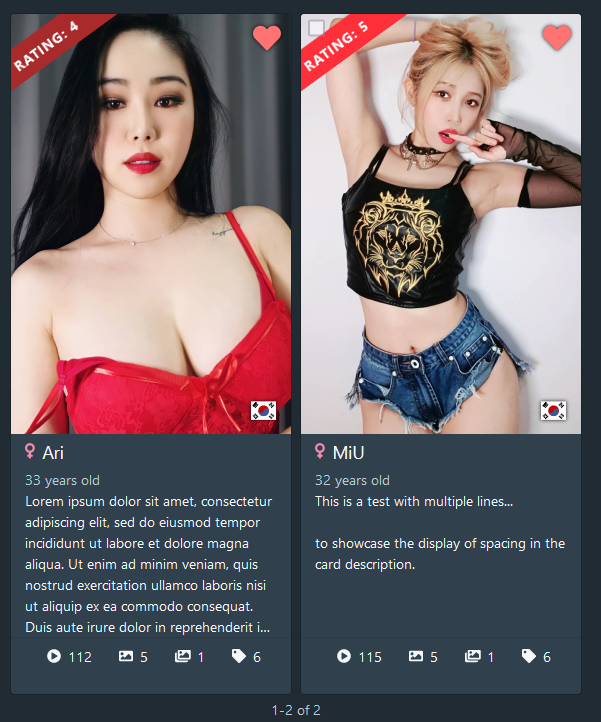 RATING: 4
Ari
33 years old
Lorem ipsum dolor sit amet, consectetur
adipiscing elit, sed do eiusmod tempor
incididunt ut labore et dolore magna
aliqua. Ut enim ad minim veniam, quis
nostrud exercitation ullamco laboris nisi
ut aliquip ex ea commodo consequat.
Duis aute irure dolor in reprehenderit i...
112 5 1 6
RATING: 5
MiU
32 years old
This is a test with multiple lines...
to showcase the display of spacing in the
card description.
115 5 1 6
1-2 of 2